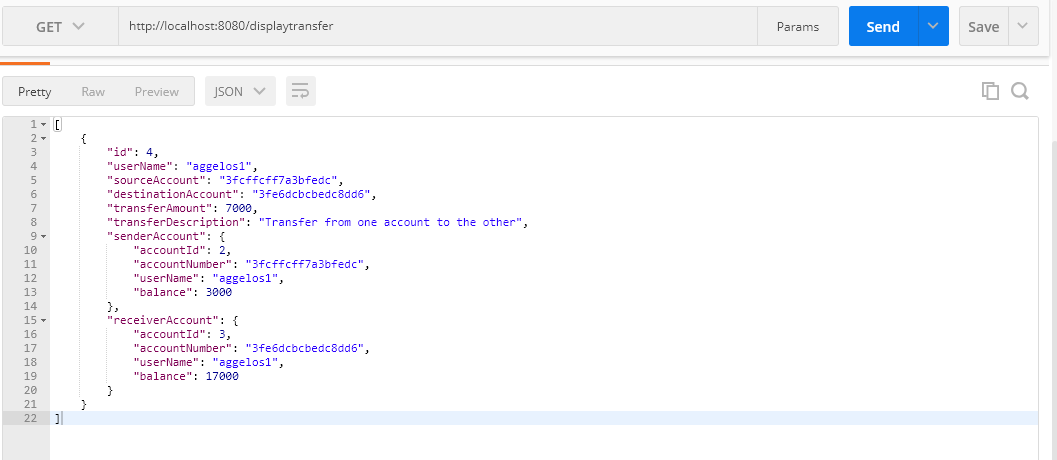 GET http://localhost:8080/displaytransfer Params Send Save
Pretty Raw Preview JSON
1 [
2 {
3 "id": 4,
4 "userName": "aggelos1",
5 "sourceAccount": "3fcffcff7a3bfedc",
6 "destinationAccount": "3fe6dcbcbedc8dd6",
7 "transferAmount": 7000,
8 "transferDescription": "Transfer from one account to the other",
9 "senderAccount": {
10 "accountId": 2,
11 "accountNumber": "3fcffcff7a3bfedc",
12 "userName": "aggelos1",
13 "balance": 3000
14 },
15 "receiverAccount": {
16 "accountId": 3,
17 "accountNumber": "3fe6dcbcbedc8dd6",
18 "userName": "aggelos1",
19 "balance": 17000
20 }
21 }
22 ]